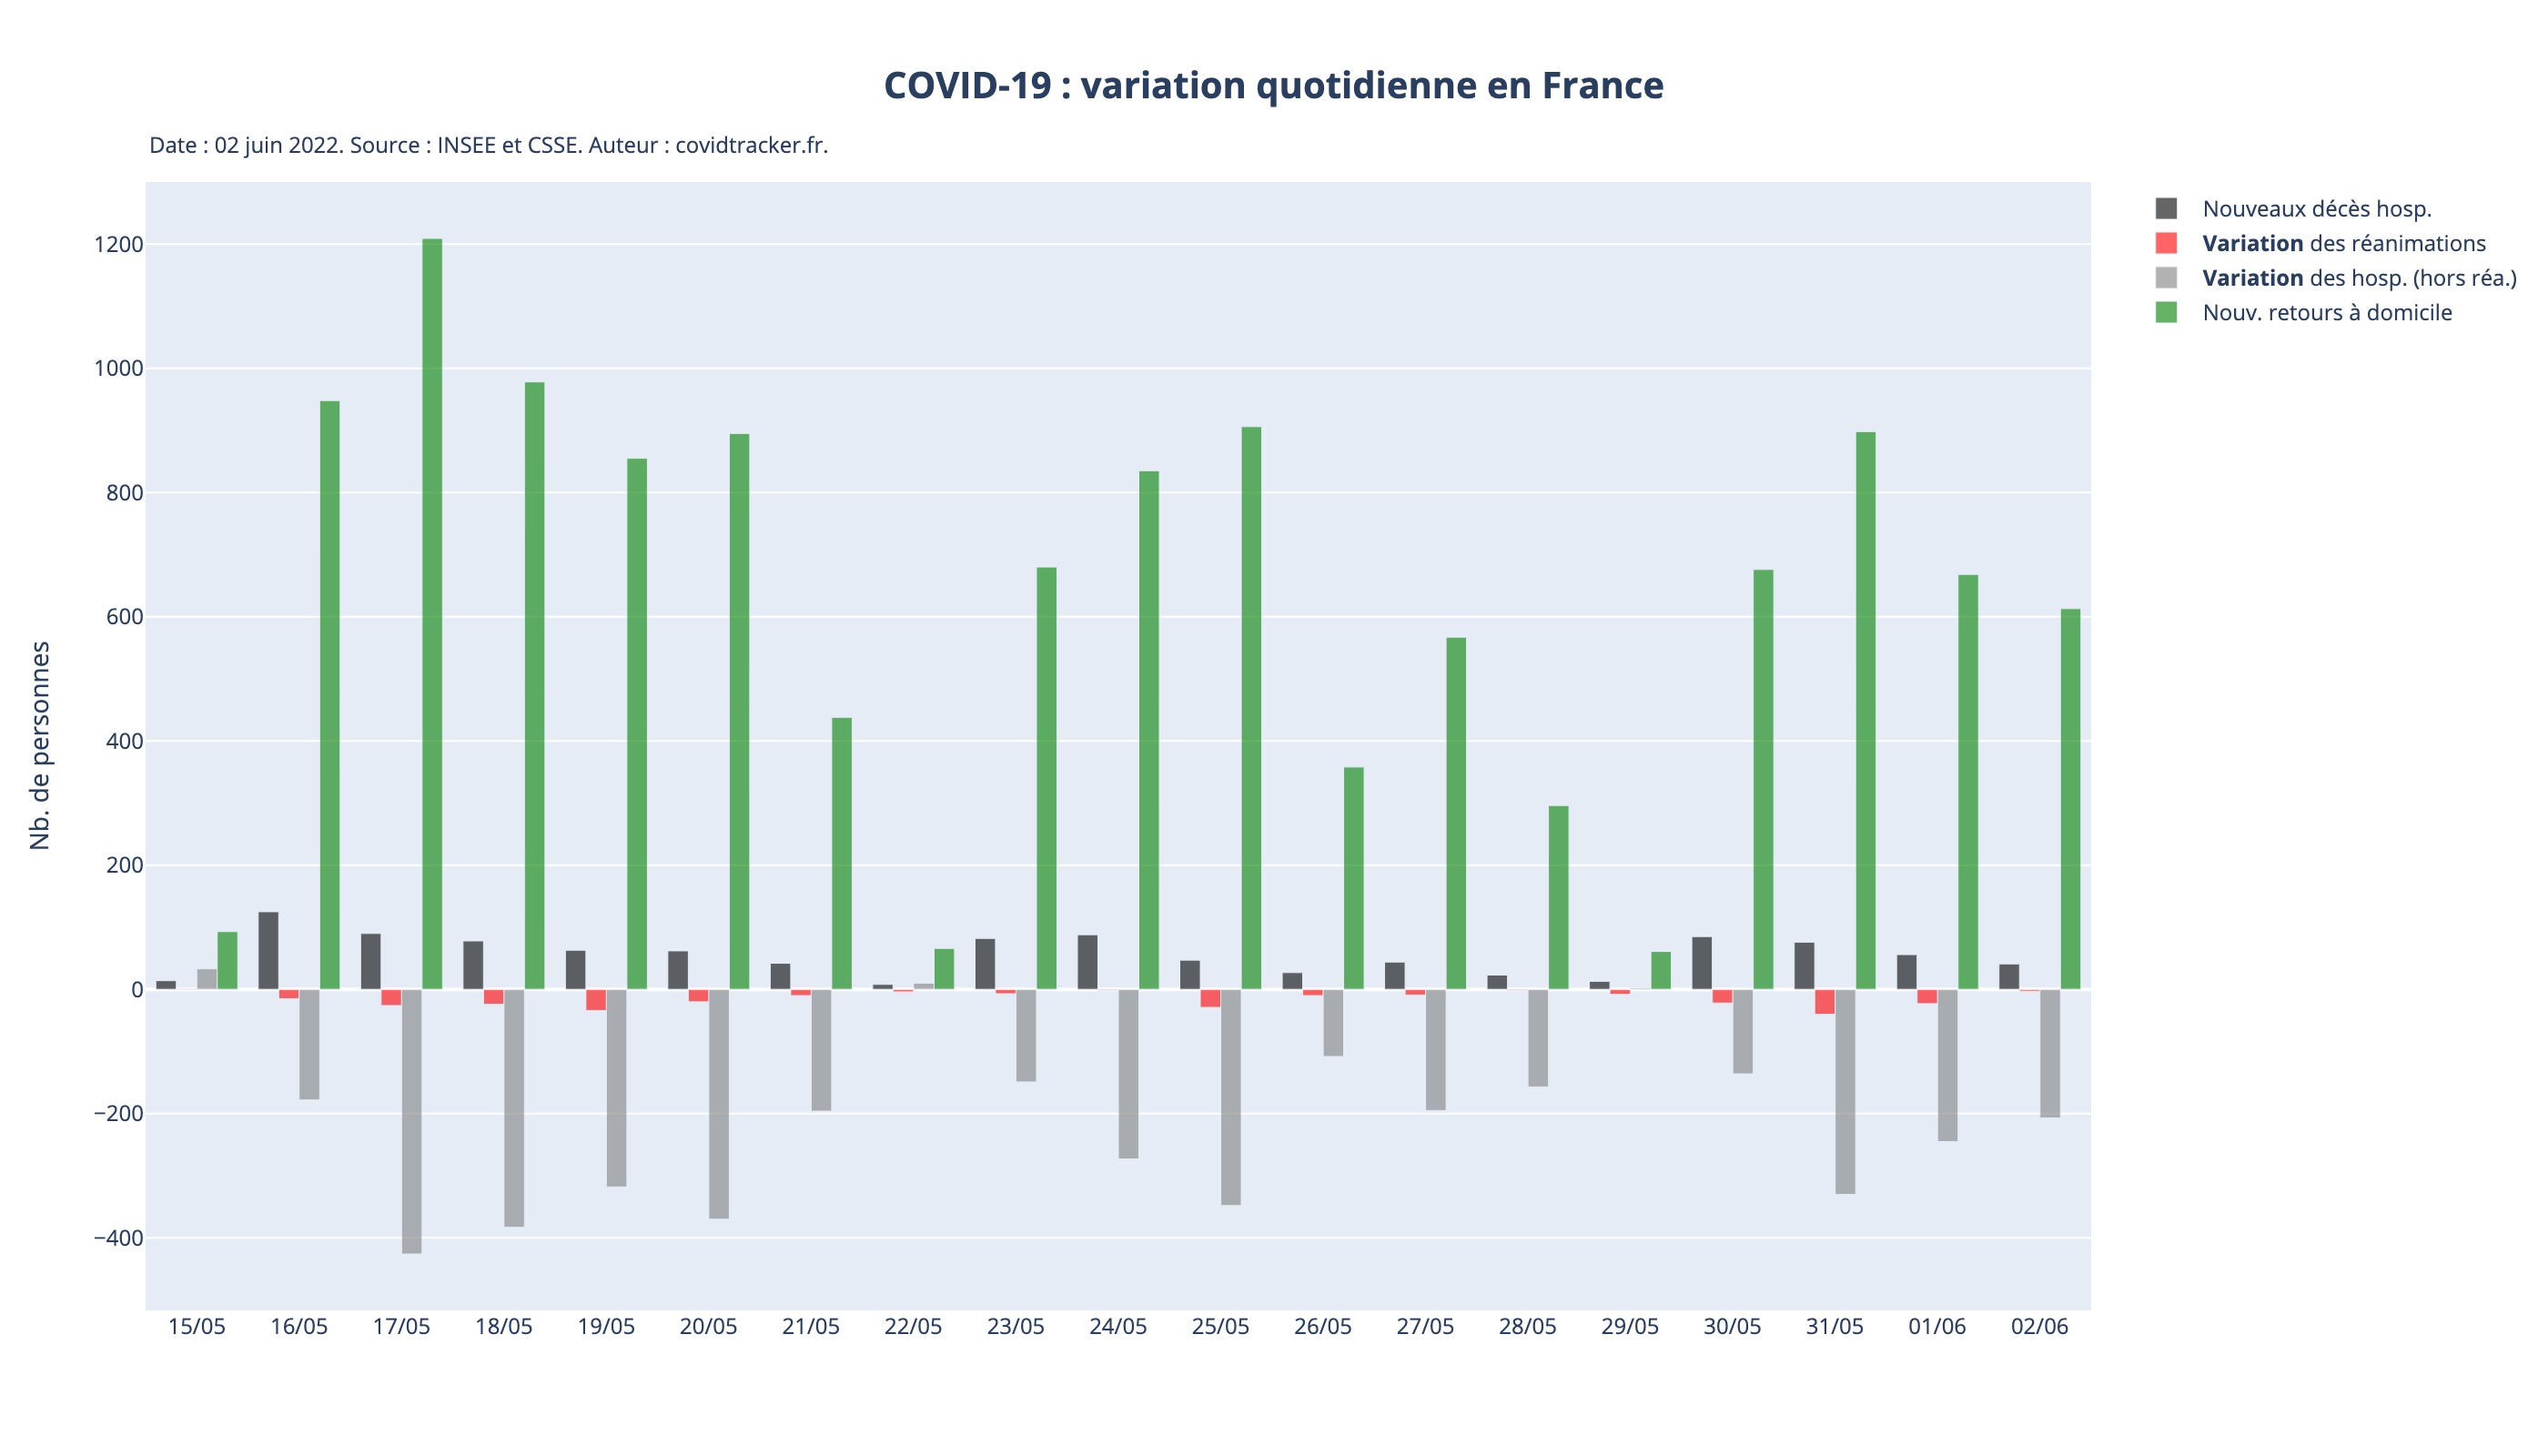 COVID-19 : variation quotidienne en France
Date : 02 juin 2022. Source : INSEE et CSSE. Auteur : covidtracker.fr.
Nouveaux décès hosp.
Variation des réanimations
Variation des hosp. (hors réa.)
Nouv. retours à domicile
Nb. de personnes
1200
1000
800
600
400
200
0
−200
−400
15/05 16/05 17/05 18/05 19/05 20/05 21/05 22/05 23/05 24/05 25/05 26/05 27/05 28/05 29/05 30/05 31/05 01/06 02/06